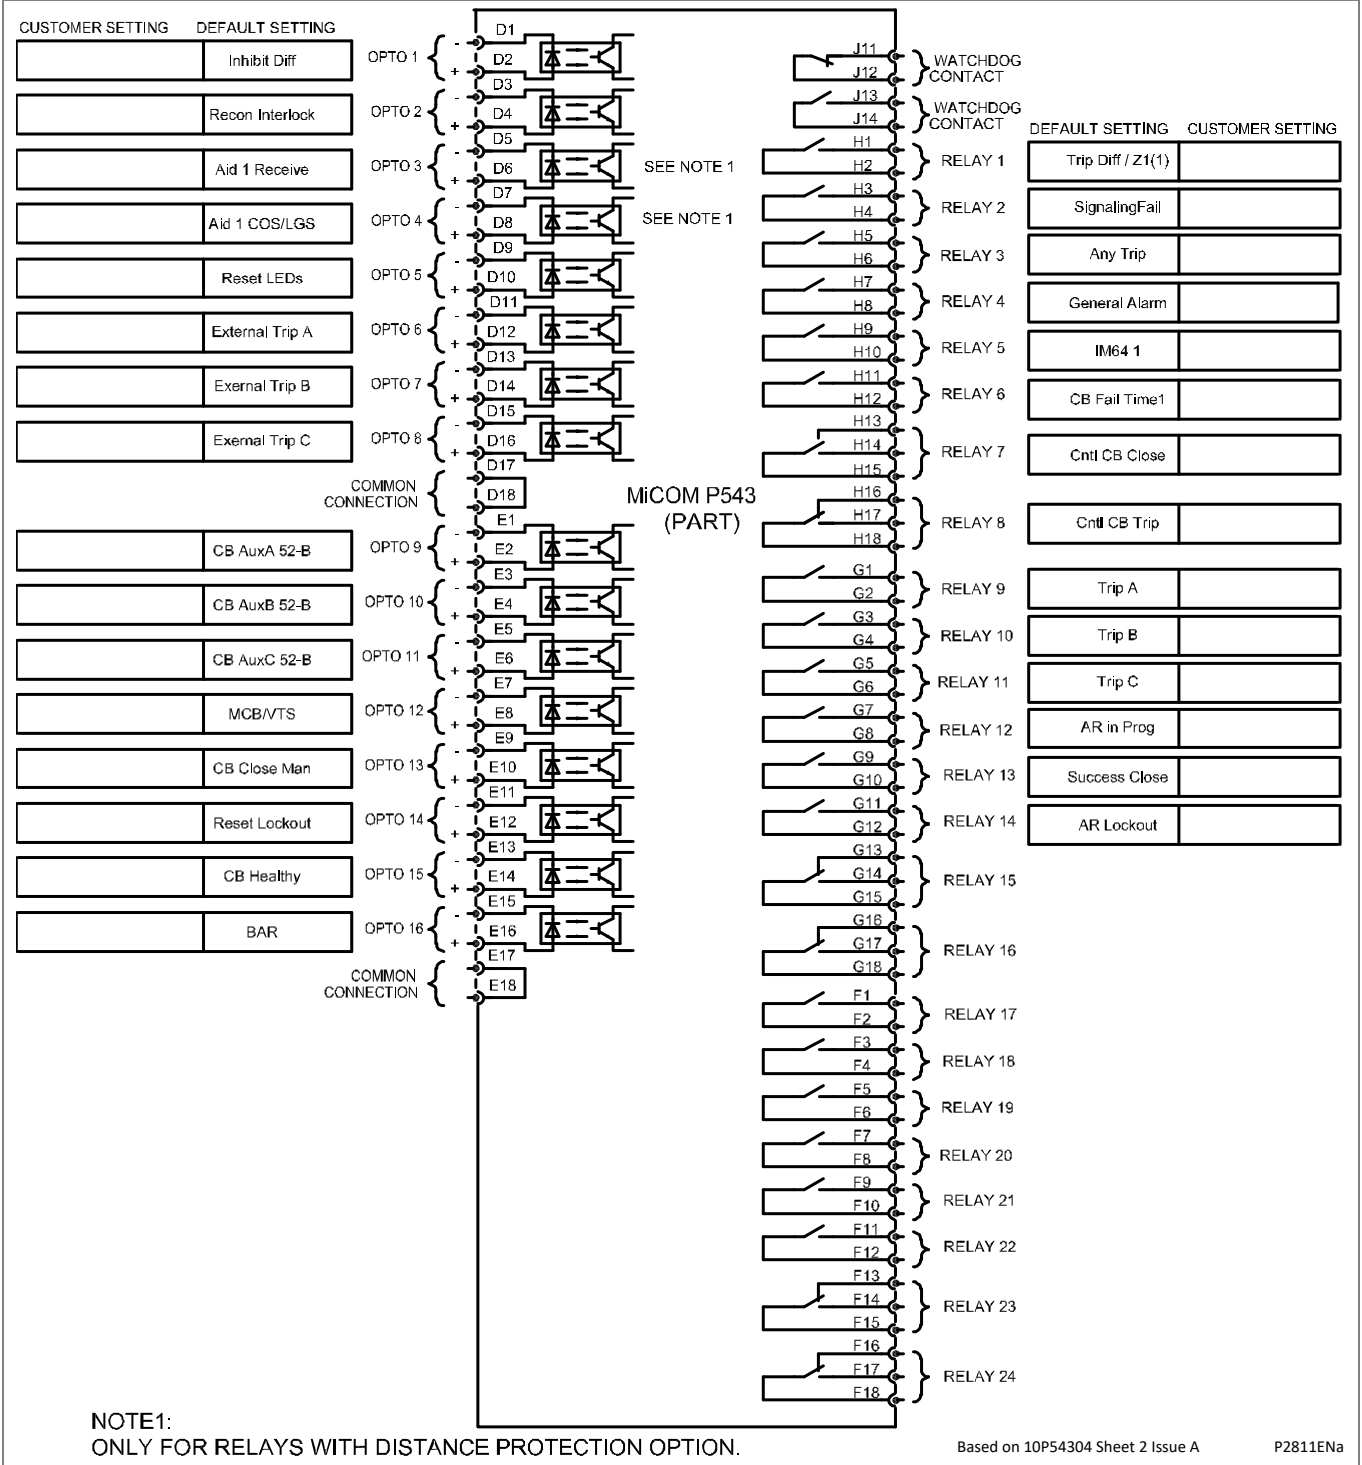 CUSTOMER SETTING DEFAULT SETTING
Inhibit Diff
Recon Interlock
Aid 1 Receive
Aid 1 COS/LGS
Reset LEDs
External Trip A
Exernal Trip B
Exernal Trip C
CB AuxA 52-B
CB AuxB 52-B
CB AuxC 52-B
MCB/VTS
CB Close Man
Reset Lockout
CB Healthy
BAR
OPTO 1 - + D1 D2
OPTO 2 - + D3 D4
OPTO 3 - + D5 D6 SEE NOTE 1
OPTO 4 - + D7 D8 SEE NOTE 1
OPTO 5 - + D9 D10
OPTO 6 - + D11 D12
OPTO 7 - + D13 D14
OPTO 8 - + D15 D16
COMMON
CONNECTION
D17
D18
OPTO 9 - + E1 E2
OPTO 10 - + E3 E4
OPTO 11 - + E5 E6
OPTO 12 - + E7 E8
OPTO 13 - + E9 E10
OPTO 14 - + E11 E12
OPTO 15 - + E13 E14
OPTO 16 - + E15 E16
COMMON
CONNECTION
E17
E18
MiCOM P543
(PART)
J11
J12
WATCHDOG
CONTACT
J13
J14
WATCHDOG
CONTACT
H1 H2 RELAY 1
H3 H4 RELAY 2
H5 H6 RELAY 3
H7 H8 RELAY 4
H9 H10 RELAY 5
H11 H12 RELAY 6
H13 H14 H15 RELAY 7
H16 H17 H18 RELAY 8
G1 G2 RELAY 9
G3 G4 RELAY 10
G5 G6 RELAY 11
G7 G8 RELAY 12
G9 G10 RELAY 13
G11 G12 RELAY 14
G13 G14 G15 RELAY 15
G16 G17 G18 RELAY 16
F1 F2 RELAY 17
F3 F4 RELAY 18
F5 F6 RELAY 19
F7 F8 RELAY 20
F9 F10 RELAY 21
F11 F12 RELAY 22
F13 F14 F15 RELAY 23
F16 F17 F18 RELAY 24
DEFAULT SETTING CUSTOMER SETTING
Trip Diff / Z1(1)
SignalingFail
Any Trip
General Alarm
IM64 1
CB Fail Time1
Cntl CB Close
Cntl CB Trip
Trip A
Trip B
Trip C
AR in Prog
Success Close
AR Lockout
NOTE1:
ONLY FOR RELAYS WITH DISTANCE PROTECTION OPTION.
Based on 10P54304 Sheet 2 Issue A P2811ENa